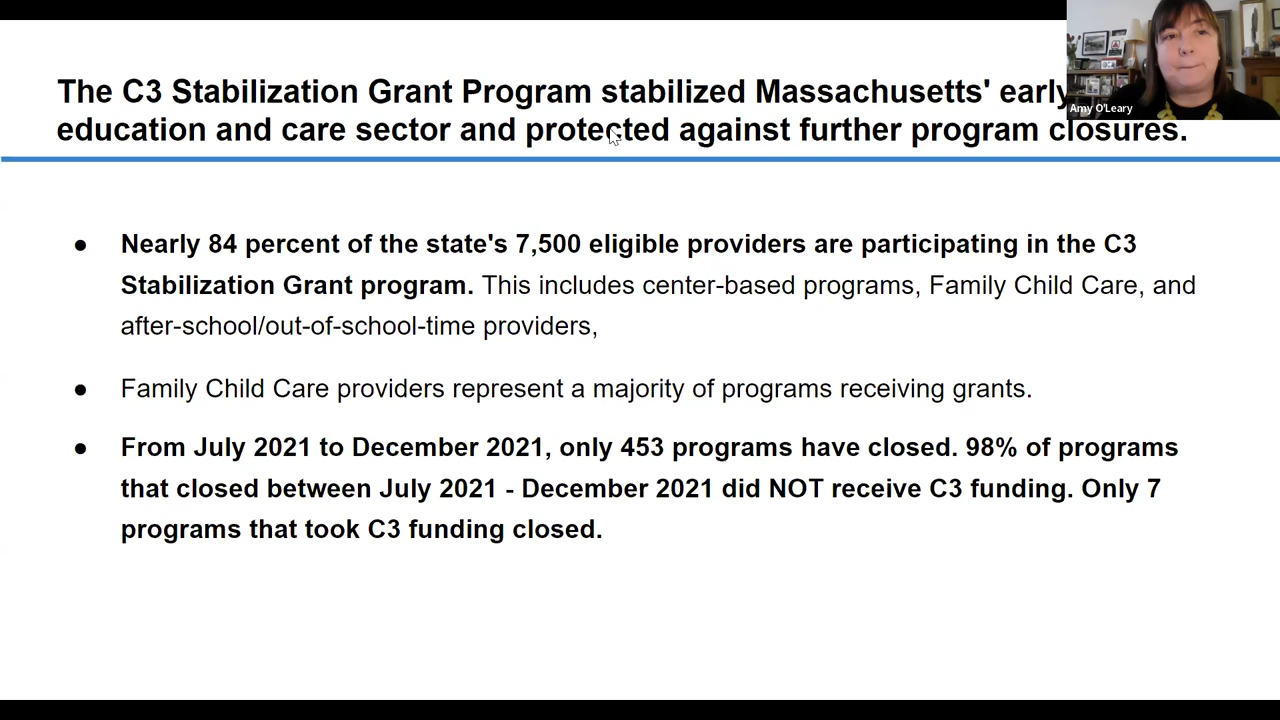 The C3 Stabilization Grant Program stabilized Massachusetts' early
Amy O'Leary
education and care sector and protected against further program closures.
● Nearly 84 percent of the state's 7,500 eligible providers are participating in the C3
Stabilization Grant program. This includes center-based programs, Family Child Care, and
after-school/out-of-school-time providers,
● Family Child Care providers represent a majority of programs receiving grants.
● From July 2021 to December 2021, only 453 programs have closed. 98% of programs
that closed between July 2021 - December 2021 did NOT receive C3 funding. Only 7
programs that took C3 funding closed.